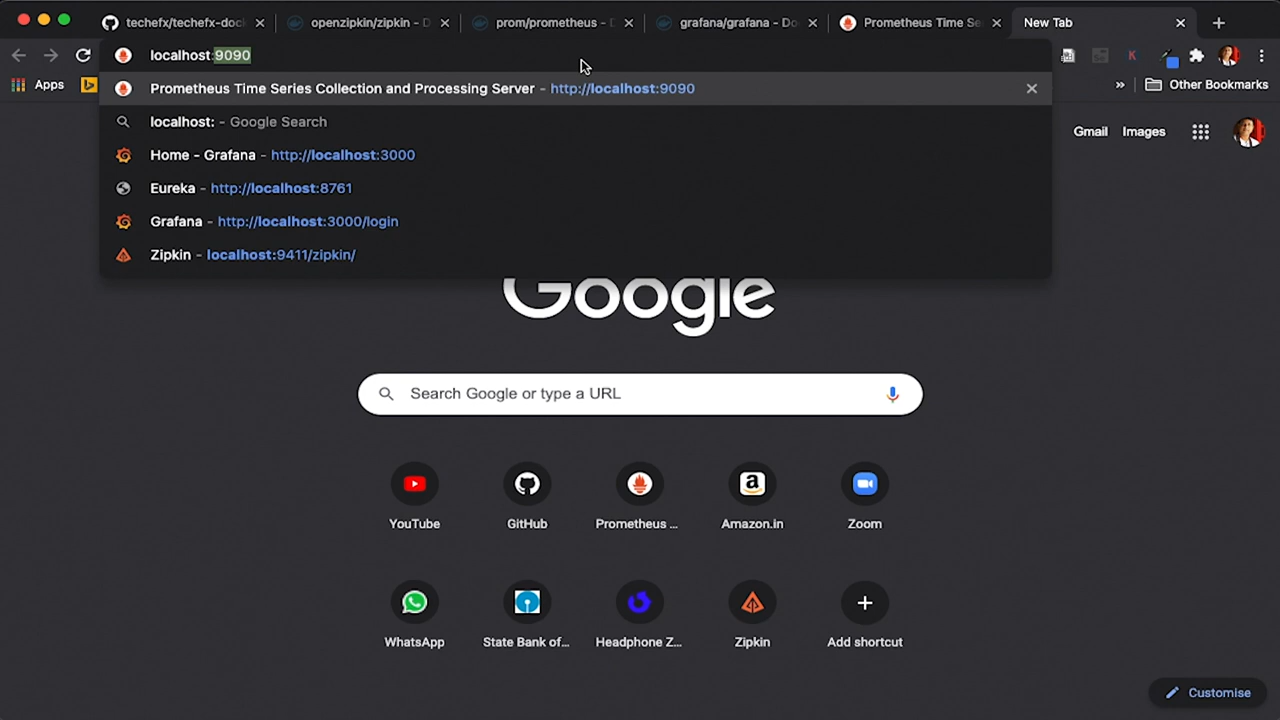 techefx/techefx-doc
openzipkin/zipkin - D
prom/prometheus - D
grafana/grafana - Do
Prometheus Time Se
New Tab
localhost:9090
Apps
Other Bookmarks
Prometheus Time Series Collection and Processing Server - http://localhost:9090
localhost: - Google Search
Home - Grafana - http://localhost:3000
Eureka - http://localhost:8761
Grafana - http://localhost:3000/login
Zipkin - localhost:9411/zipkin/
Gmail Images
Google
Search Google or type a URL
YouTube
GitHub
Prometheus ...
Amazon.in
Zoom
WhatsApp
State Bank of...
Headphone Z...
Zipkin
Add shortcut
Customise